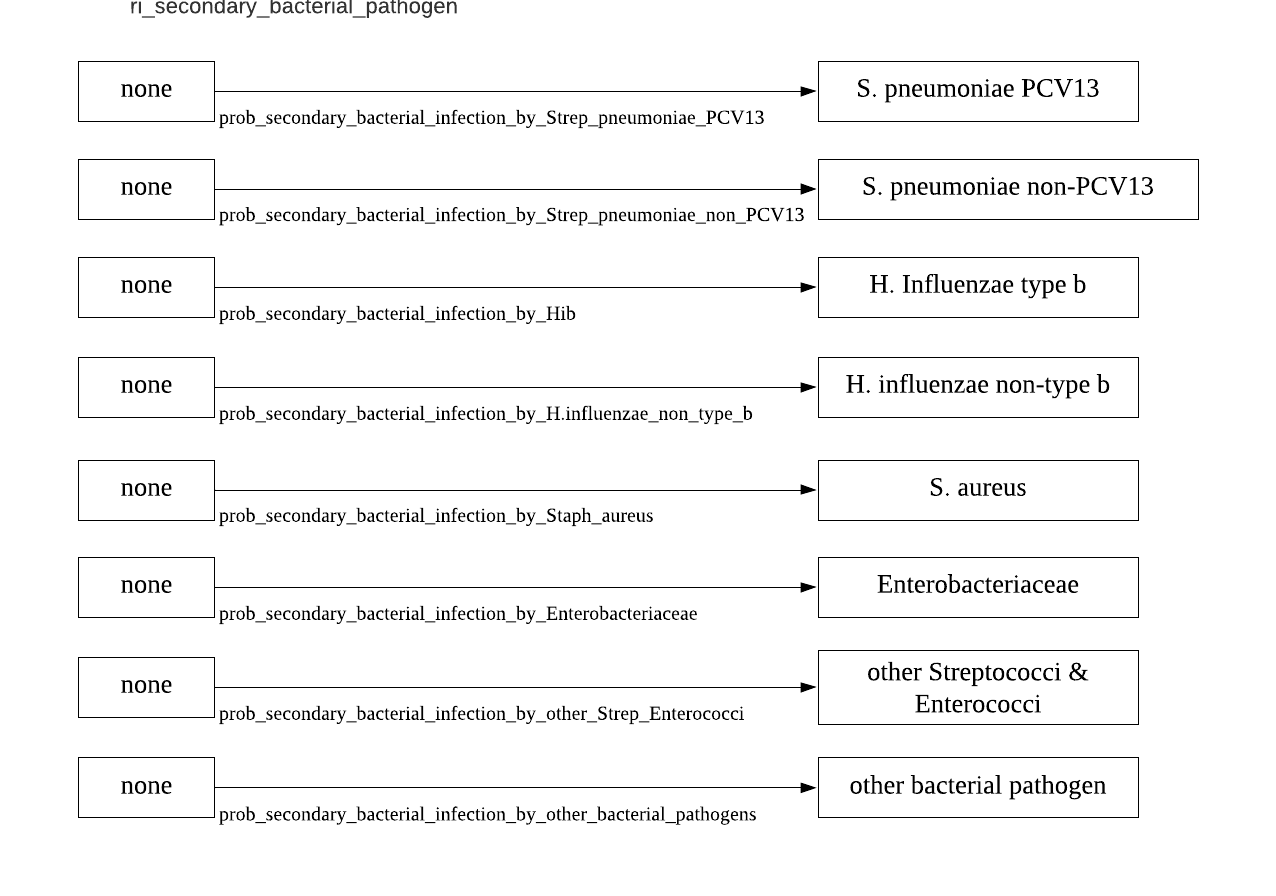 ri_secondary_bacterial_pathogen
none
S. pneumoniae PCV13
prob_secondary_bacterial_infection_by_Strep_pneumoniae_PCV13
none
S. pneumoniae non-PCV13
prob_secondary_bacterial_infection_by_Strep_pneumoniae_non_PCV13
none
H. Influenzae type b
prob_secondary_bacterial_infection_by_Hib
none
H. influenzae non-type b
prob_secondary_bacterial_infection_by_H.influenzae_non_type_b
none
S. aureus
prob_secondary_bacterial_infection_by_Staph_aureus
none
Enterobacteriaceae
prob_secondary_bacterial_infection_by_Enterobacteriaceae
none
other Streptococci &
Enterococci
prob_secondary_bacterial_infection_by_other_Strep_Enterococci
none
other bacterial pathogen
prob_secondary_bacterial_infection_by_other_bacterial_pathogens